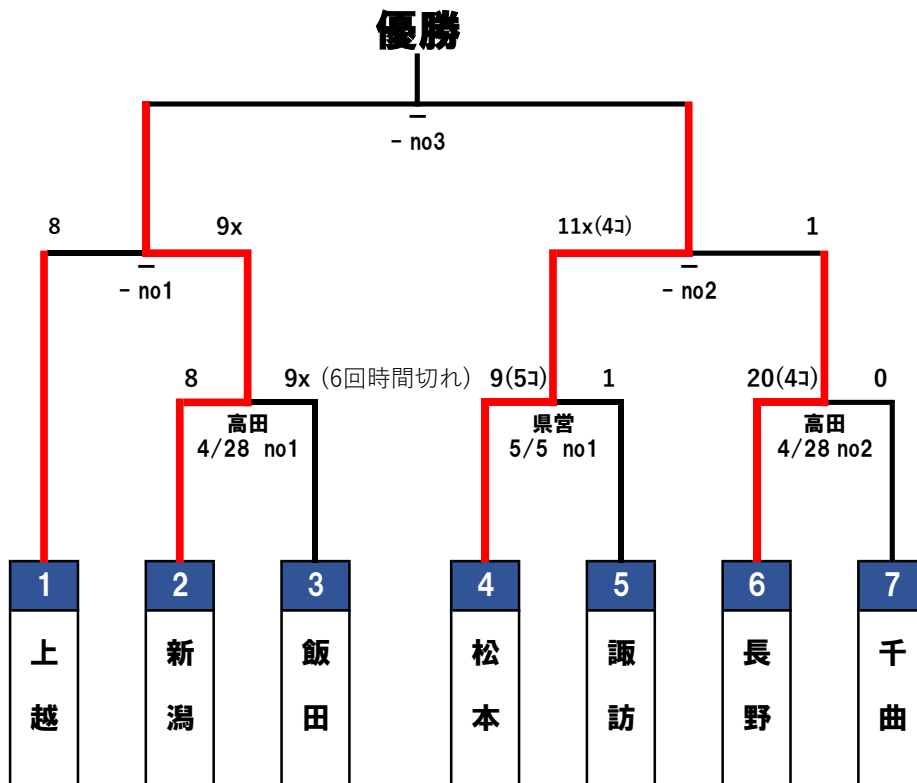 優勝
－
- no3
8 9x 11x(4コ) 1
－ －
- no1 - no2
8 9x (6回時間切れ) 9(5コ) 1 20(4コ) 0
高田 県営 高田
4/28 no1 5/5 no1 4/28 no2
1 2 3 4 5 6 7
上越 新潟 飯田 松本 諏訪 長野 千曲